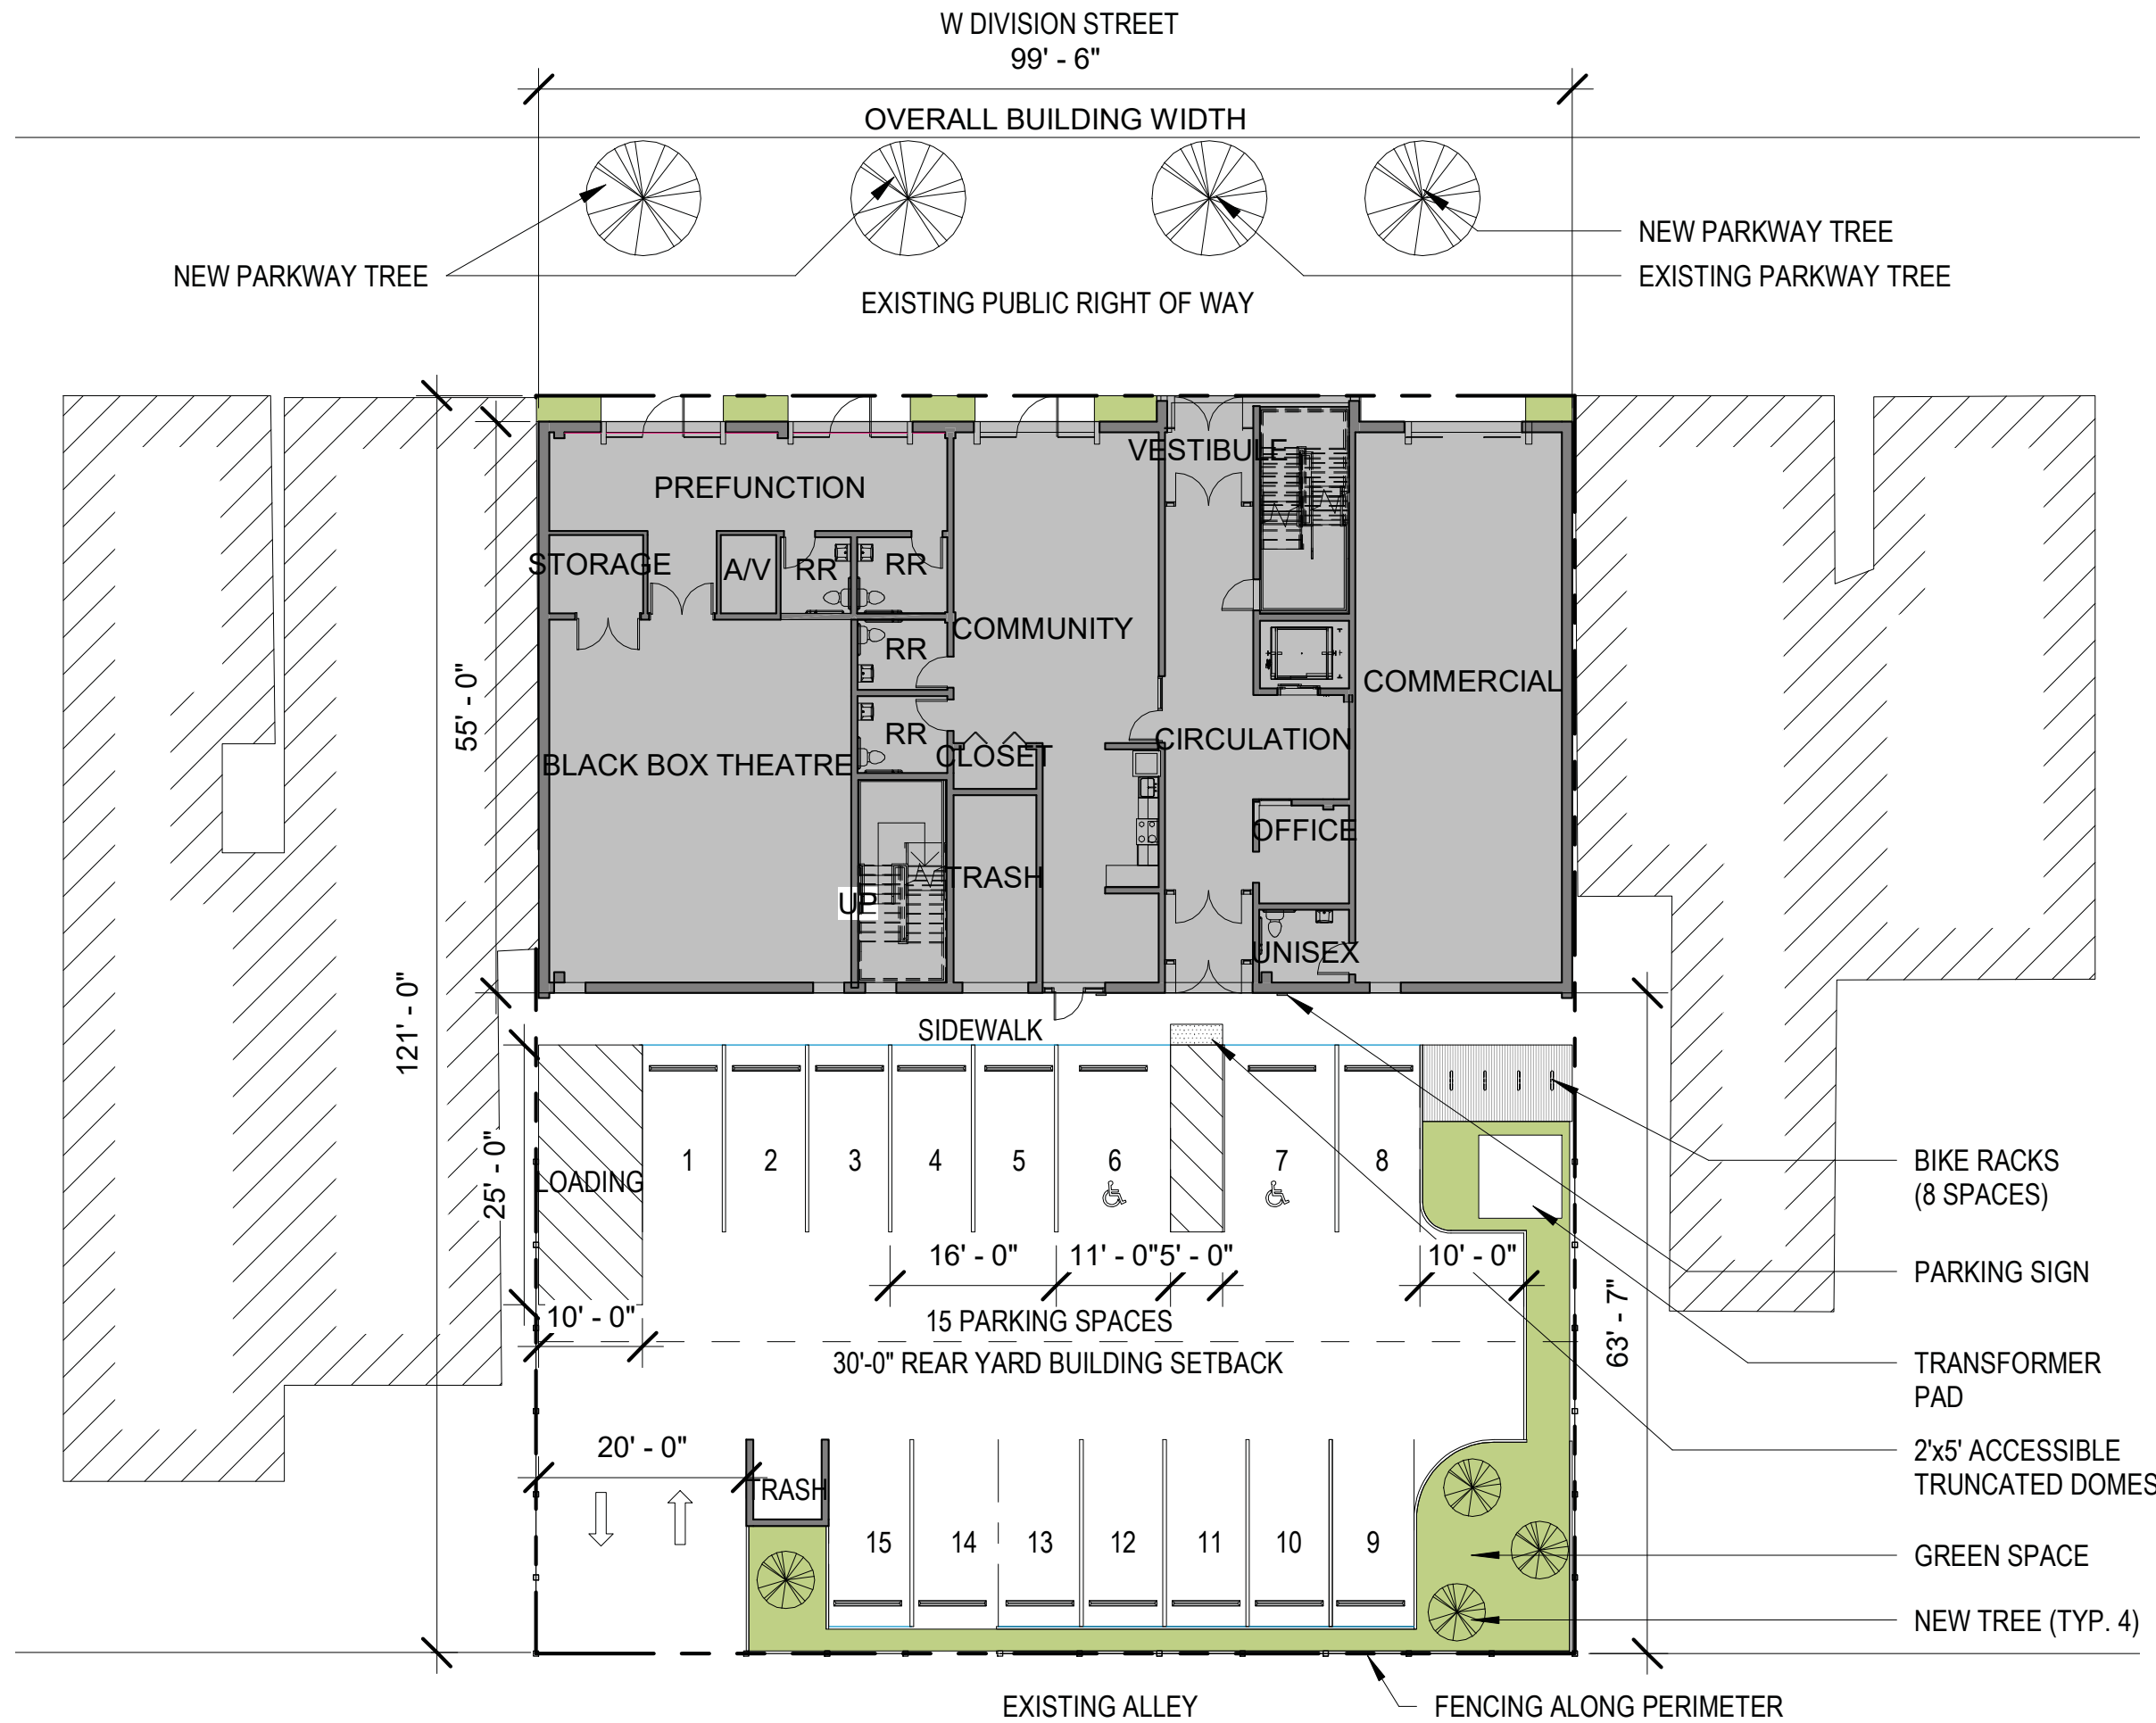 W DIVISION STREET
99' - 6"
OVERALL BUILDING WIDTH
NEW PARKWAY TREE
NEW PARKWAY TREE
EXISTING PARKWAY TREE
EXISTING PUBLIC RIGHT OF WAY
VESTIBULE
PREFUNCTION
STORAGE
A/V
RR
RR
COMMUNITY
RR
COMMERCIAL
55' - 0"
RR
CIRCULATION
CLOSET
BLACK BOX THEATRE
OFFICE
TRASH
UP
UNISEX
121' - 0"
SIDEWALK
25' - 0"
LOADING
1
2
3
4
5
6
7
8
BIKE RACKS
(8 SPACES)
16' - 0"
11' - 0"
5' - 0"
10' - 0"
PARKING SIGN
10' - 0"
15 PARKING SPACES
63' - 7"
30'-0" REAR YARD BUILDING SETBACK
TRANSFORMER
PAD
20' - 0"
2'x5' ACCESSIBLE
TRUNCATED DOMES
TRASH
15
14
13
12
11
10
9
GREEN SPACE
NEW TREE (TYP. 4)
EXISTING ALLEY
FENCING ALONG PERIMETER